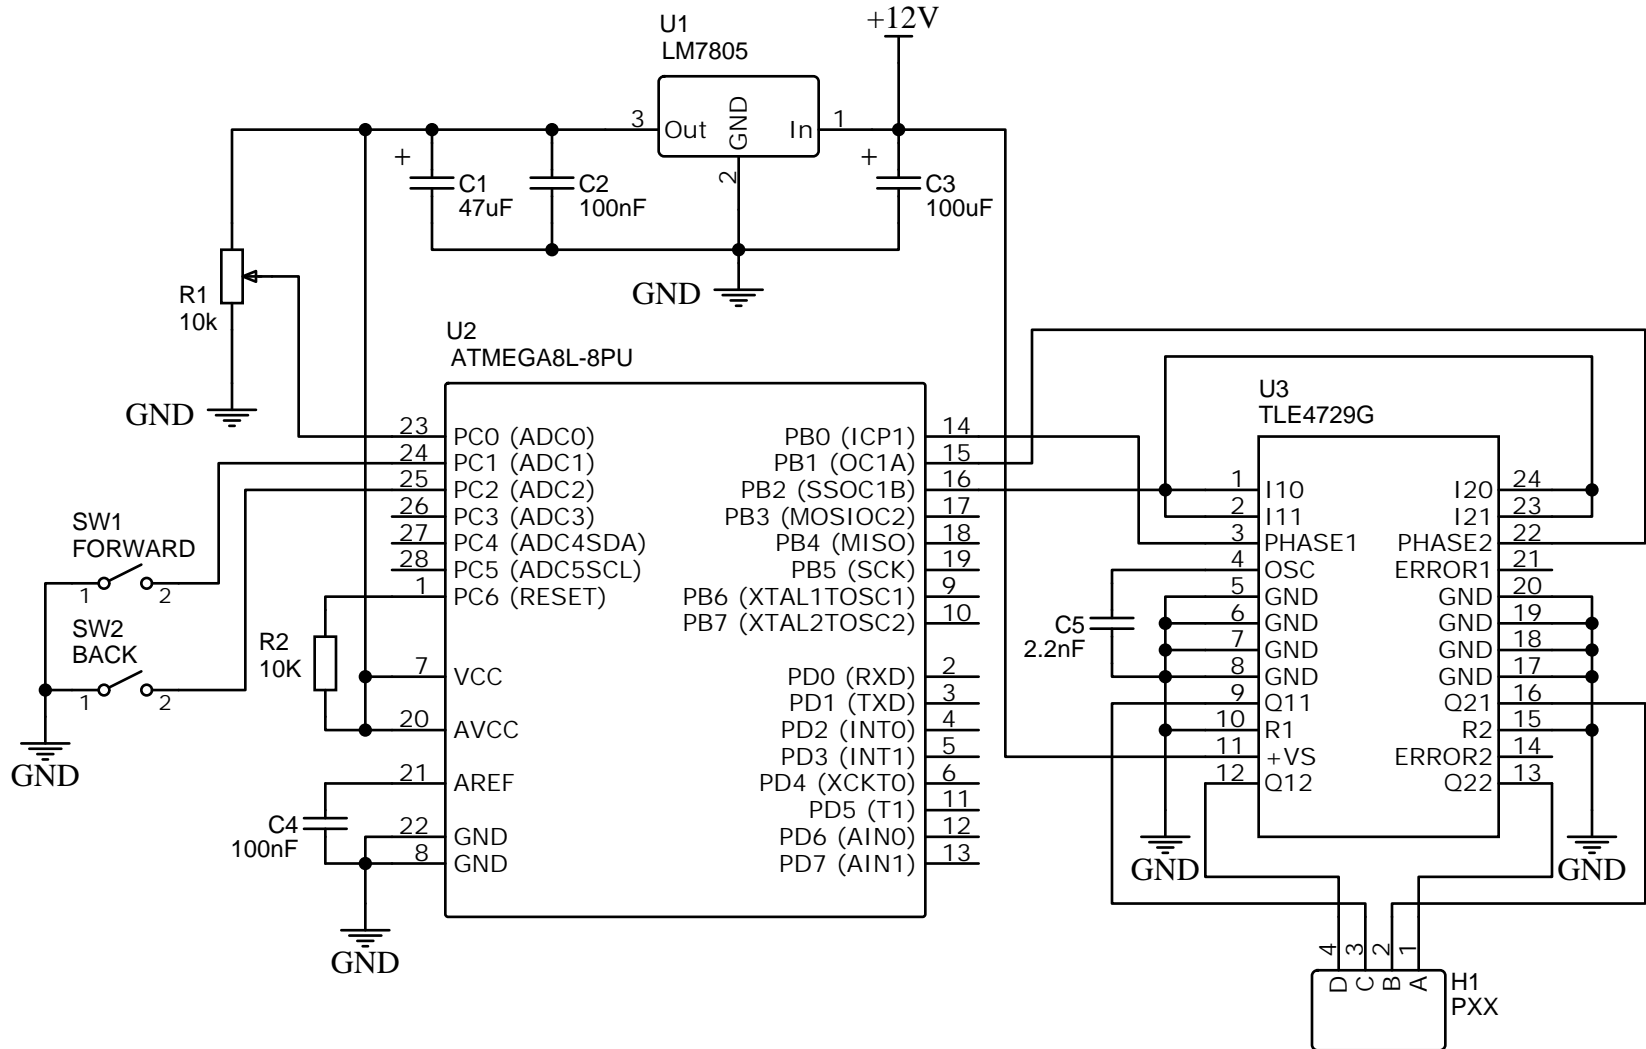 +12V
U1
LM7805
3
Out
GND
In
1
2
+
C1
47uF
C2
100nF
+
C3
100uF
GND
R1
10k
GND
U2
ATMEGA8L-8PU
23
PC0 (ADC0)
24
PC1 (ADC1)
25
PC2 (ADC2)
26
PC3 (ADC3)
27
PC4 (ADC4SDA)
28
PC5 (ADC5SCL)
1
PC6 (RESET)
7
VCC
20
AVCC
21
AREF
22
GND
8
GND
PB0 (ICP1)
14
PB1 (OC1A)
15
PB2 (SSOC1B)
16
PB3 (MOSIOC2)
17
PB4 (MISO)
18
PB5 (SCK)
19
PB6 (XTAL1TOSC1)
9
PB7 (XTAL2TOSC2)
10
PD0 (RXD)
2
PD1 (TXD)
3
PD2 (INT0)
4
PD3 (INT1)
5
PD4 (XCKT0)
6
PD5 (T1)
11
PD6 (AIN0)
12
PD7 (AIN1)
13
SW1
FORWARD
1
2
SW2
BACK
1
2
GND
R2
10K
C4
100nF
GND
U3
TLE4729G
1
I10
2
I11
3
PHASE1
4
OSC
5
GND
6
GND
7
GND
8
GND
9
Q11
10
R1
11
+VS
12
Q12
I20
24
I21
23
PHASE2
22
ERROR1
21
GND
20
GND
19
GND
18
GND
17
Q21
16
R2
15
ERROR2
14
Q22
13
C5
2.2nF
GND
GND
4
3
2
1
D
C
B
A
H1
PXX